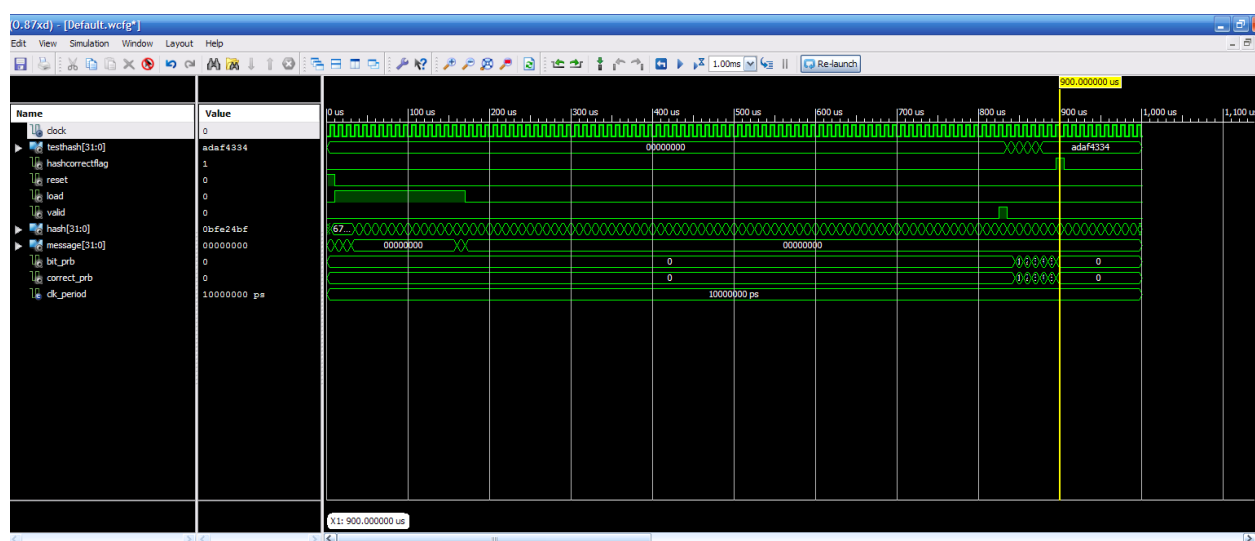 (0.87xd) - [Default.wcfg*]
Edit View Simulation Window Layout Help
1.00ms Re-launch
900.000000 us
Name Value
0 us 100 us 200 us 300 us 400 us 500 us 600 us 700 us 800 us 900 us 1,000 us 1,100 u
clock 0
testhash[31:0] adaf4334 00000000 adaf4334
hashcorrectflag 1
reset 0
load 0
valid 0
hash[31:0] 0bfe24bf 67...
message[31:0] 00000000 00000000 00000000
bit_prb 0 0 0
correct_prb 0 0 0
clk_period 10000000 ps 10000000 ps
X1: 900.000000 us